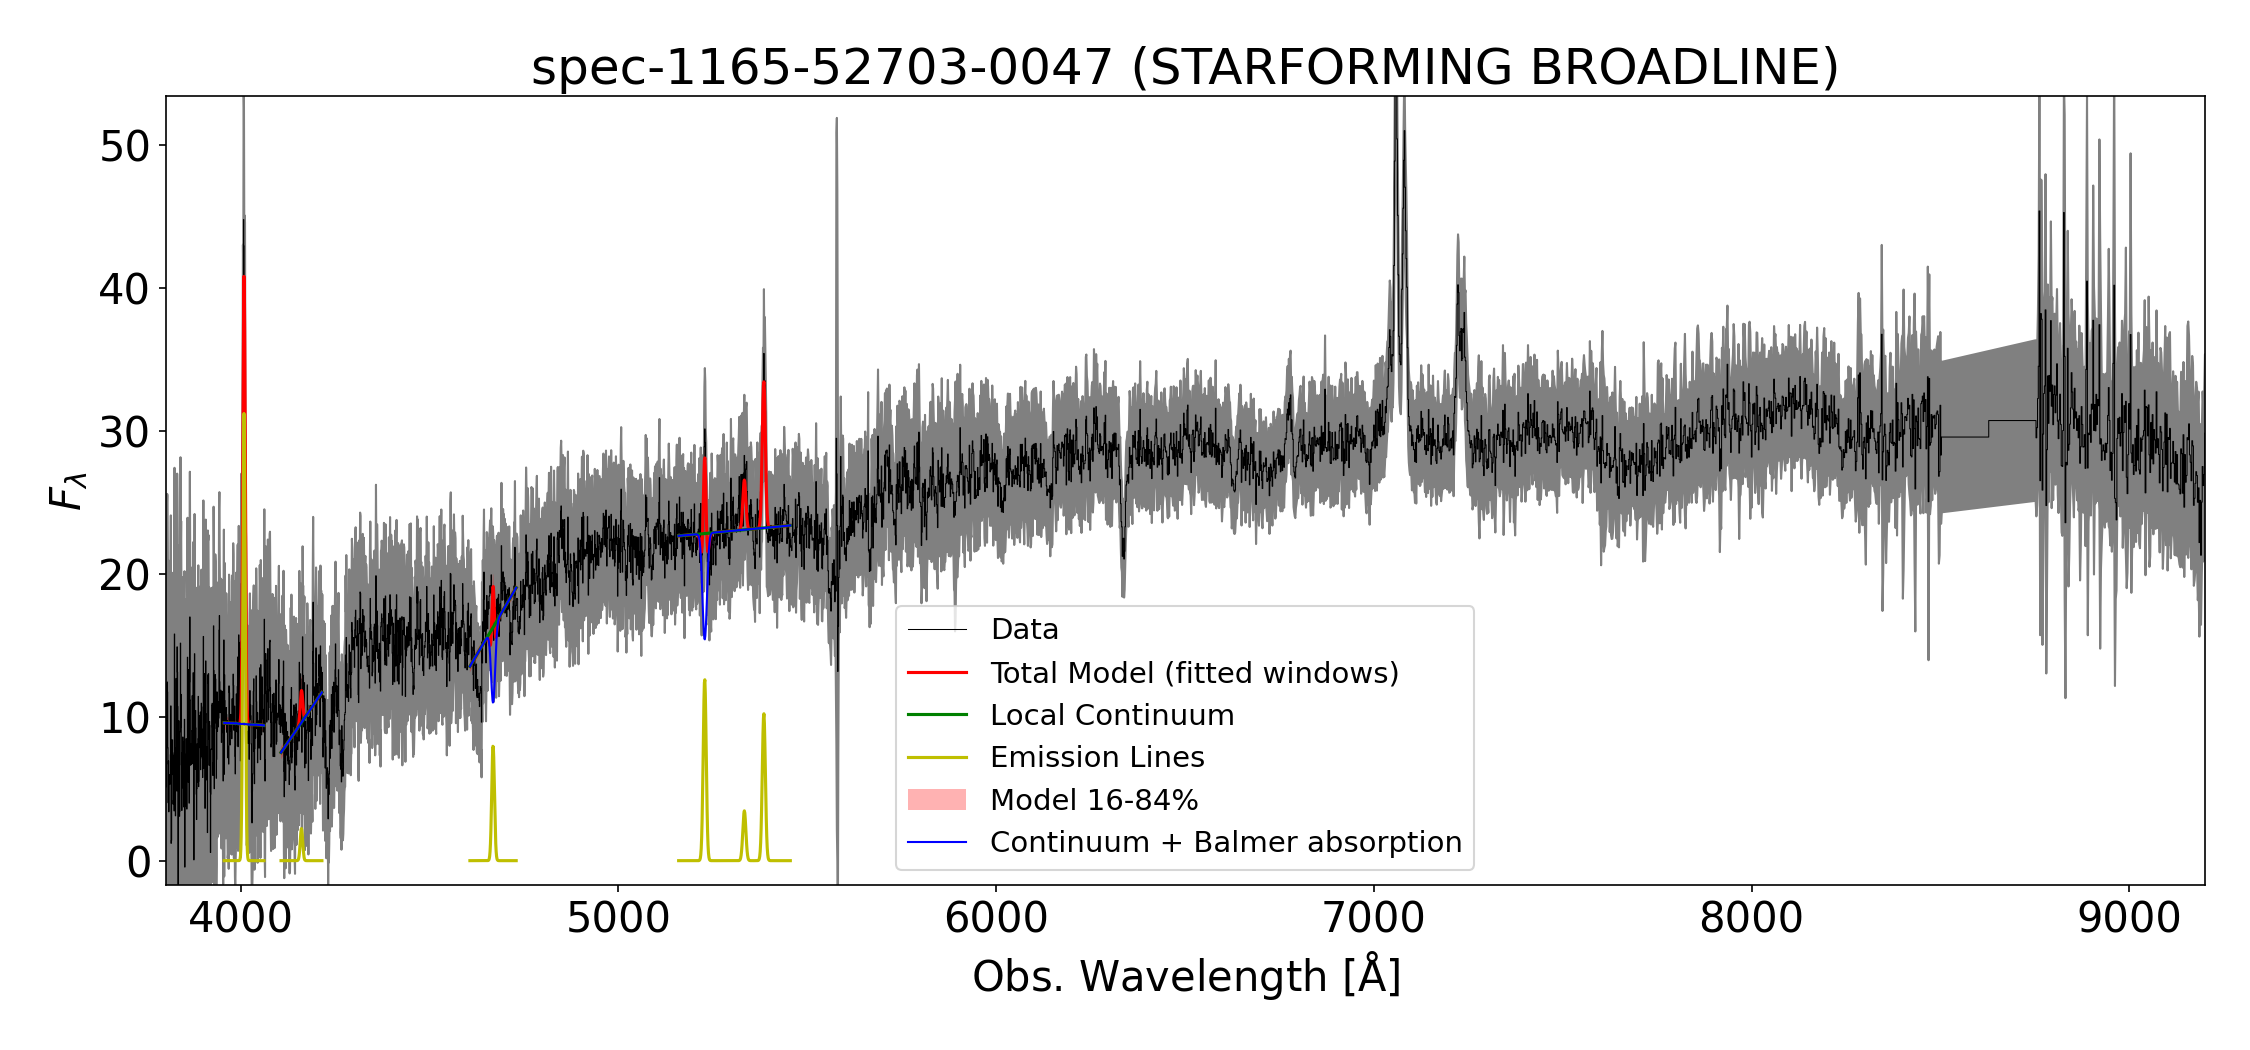 spec-1165-52703-0047 (STARFORMING BROADLINE)
50
40
30
20
10
0
F_λ
Data
Total Model (fitted windows)
Local Continuum
Emission Lines
Model 16-84%
Continuum + Balmer absorption
4000 5000 6000 7000 8000 9000
Obs. Wavelength [Å]